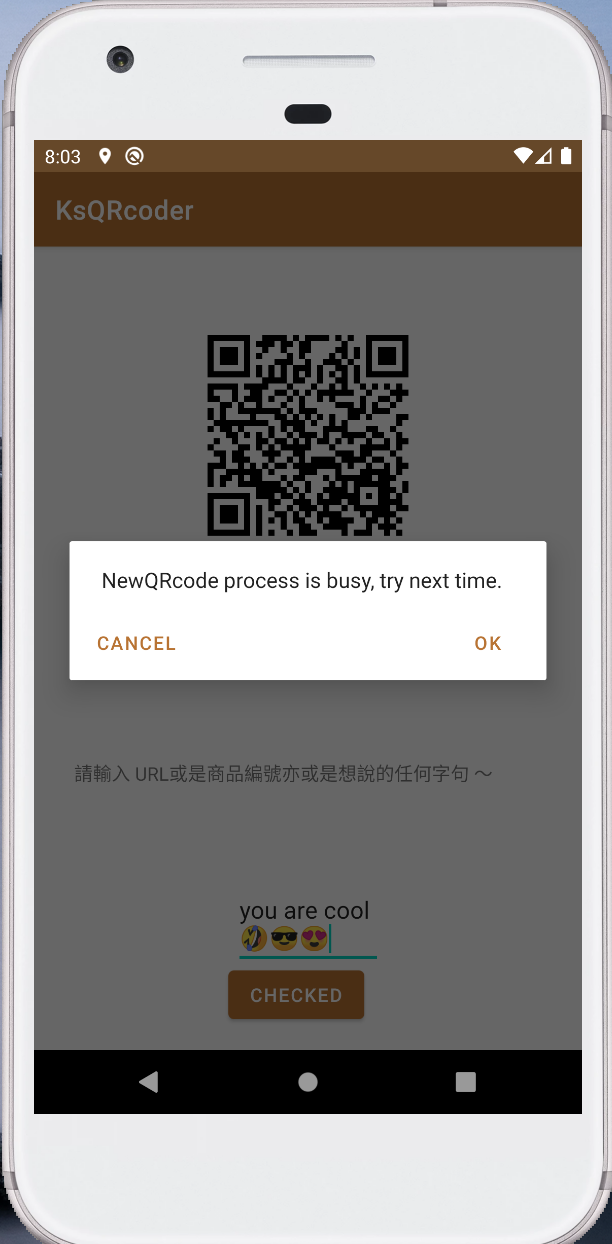 8:03
KsQRcoder
NewQRcode process is busy, try next time.
CANCEL
OK
請輸入 URL或是商品編號亦或是想說的任何字句 ～
you are cool
🤣😎😍
CHECKED